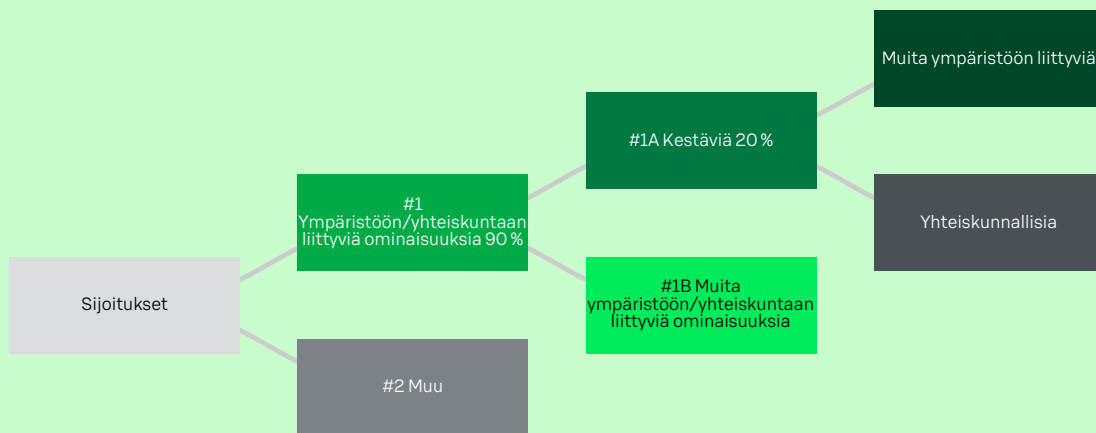 Muita ympäristöön liittyviä
#1A Kestäviä 20 %
#1
Ympäristöön/yhteiskuntaan
liittyviä ominaisuuksia 90 %
Yhteiskunnallisia
Sijoitukset
#1B Muita
ympäristöön/yhteiskuntaan
liittyviä ominaisuuksia
#2 Muu